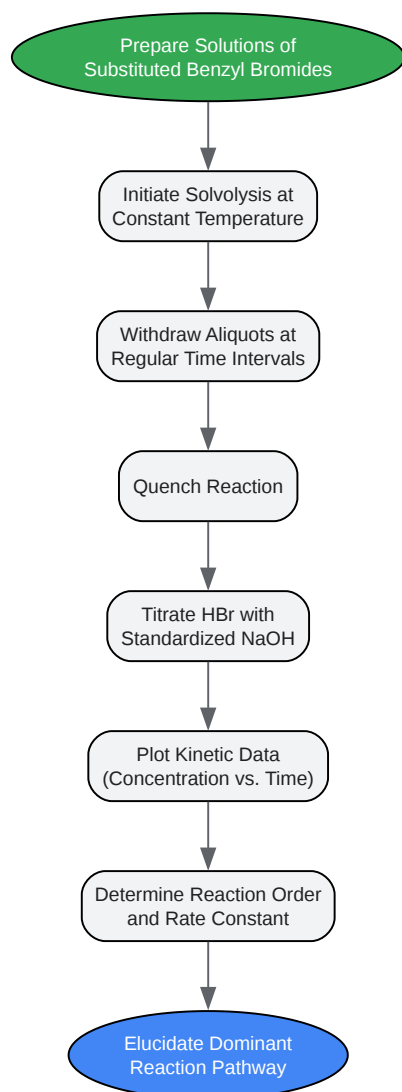 Prepare Solutions of
Substituted Benzyl Bromides
Initiate Solvolysis at
Constant Temperature
Withdraw Aliquots at
Regular Time Intervals
Quench Reaction
Titrate HBr with
Standardized NaOH
Plot Kinetic Data
(Concentration vs. Time)
Determine Reaction Order
and Rate Constant
Elucidate Dominant
Reaction Pathway